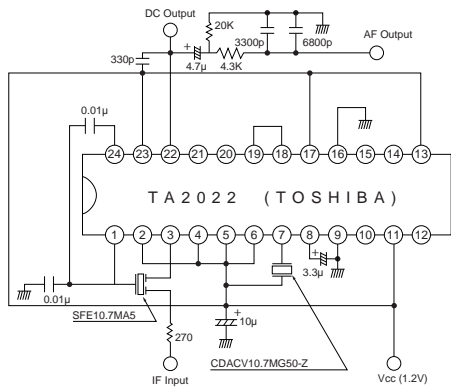 DC Output
20K
3300p
6800p
AF Output
330p
4.7μ
4.3K
0.01μ
24 23 22 21 20 19 18 17 16 15 14 13
TA2022 (TOSHIBA)
1 2 3 4 5 6 7 8 9 10 11 12
+
3.3μ
0.01μ
SFE10.7MA5
+
10μ
270
CDACV10.7MG50-Z
IF Input
Vcc (1.2V)